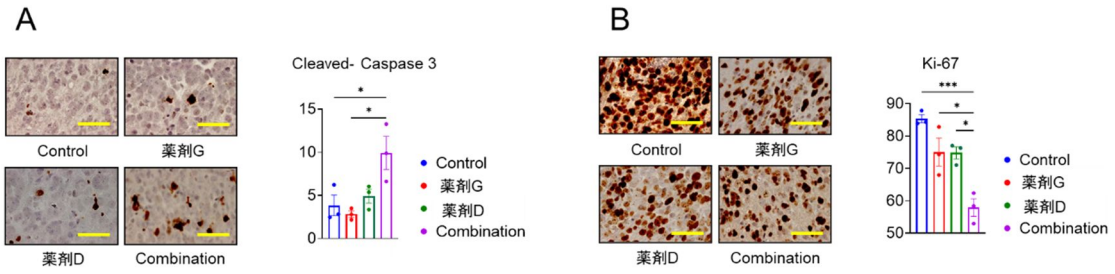 A
Control
薬剤G
薬剤D
Combination
Cleaved- Caspase 3
*
*
15
10
5
0
Control
薬剤G
薬剤D
Combination
B
Control
薬剤G
薬剤D
Combination
Ki-67
***
*
*
90
80
70
60
50
Control
薬剤G
薬剤D
Combination